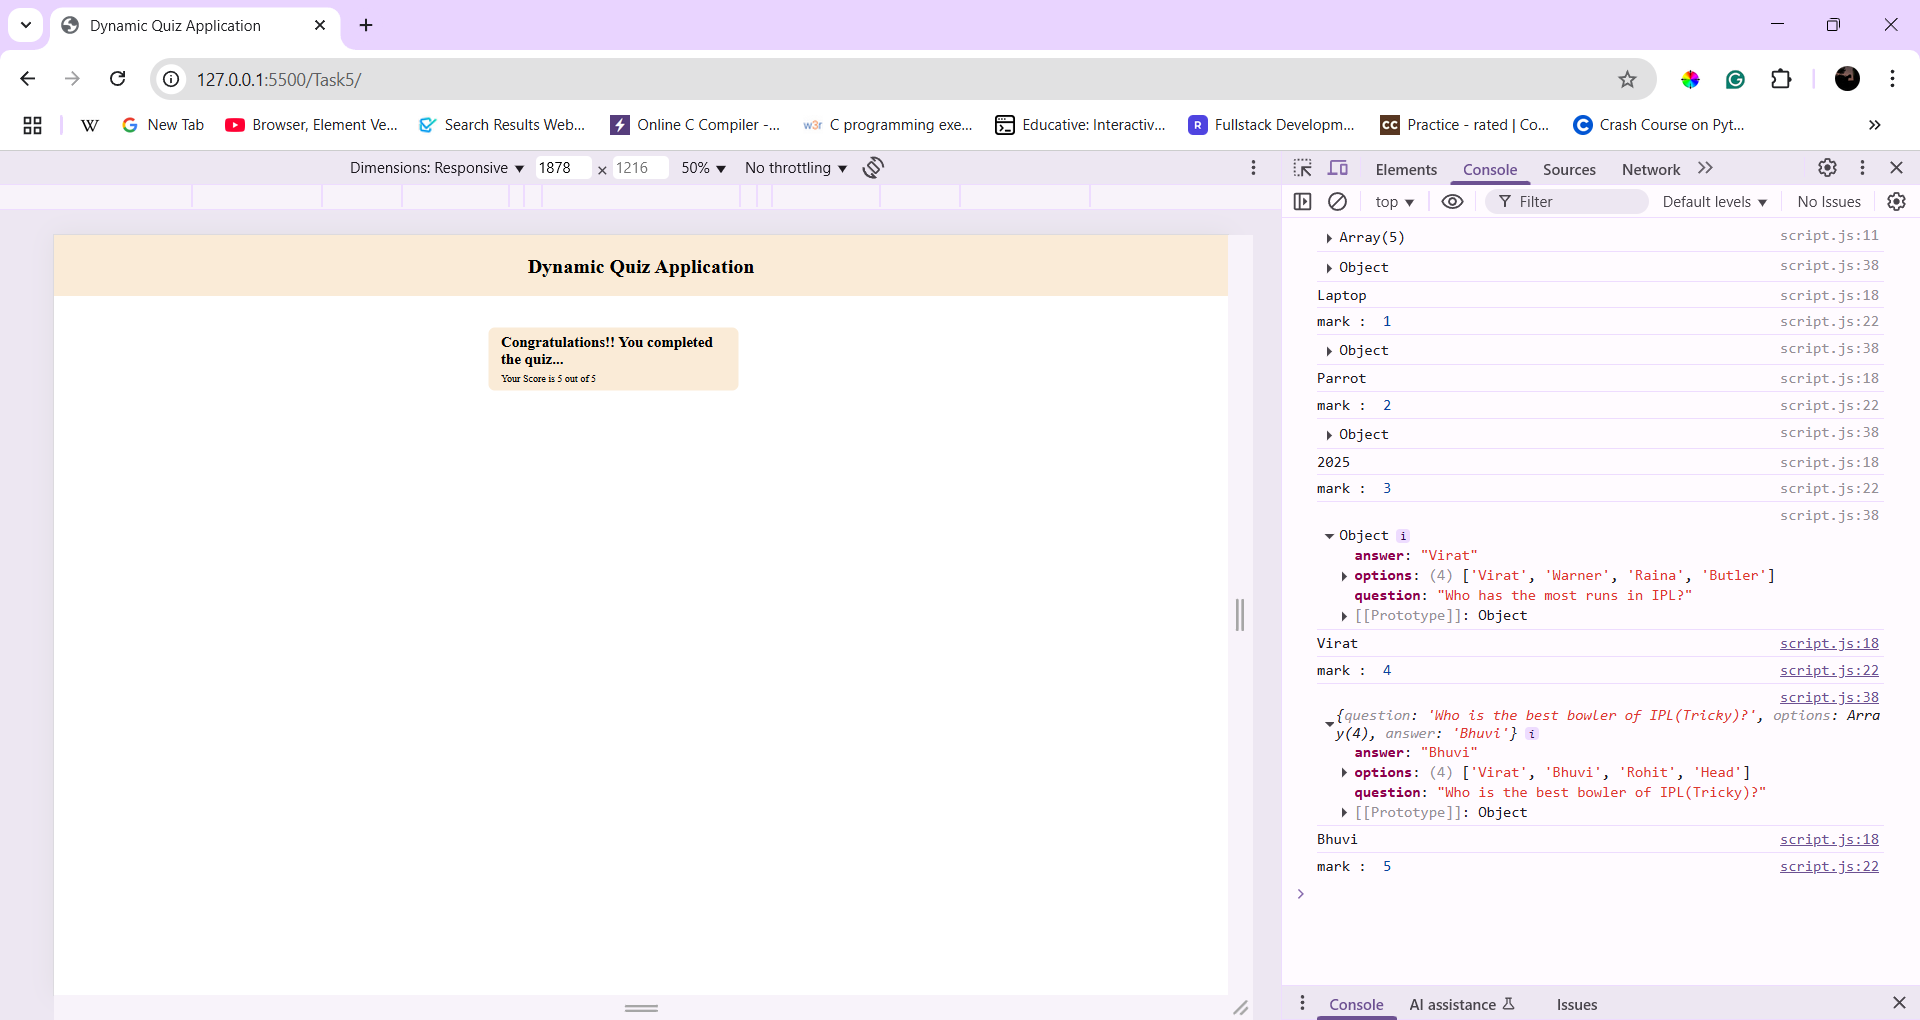 Dynamic Quiz Application
127.0.0.1:5500/Task5/
W New Tab Browser, Element Ve... Search Results Web... Online C Compiler -... w3r C programming exe... Educative: Interactiv... R Fullstack Developm... CC Practice - rated | Co... Crash Course on Pyt... »
Dimensions: Responsive ▼ 1878 × 1216 50% ▼ No throttling ▼
Elements Console Sources Network »
top ▼ Filter Default levels ▼ No Issues
Dynamic Quiz Application
Congratulations!! You completed
the quiz...
Your Score is 5 out of 5
▶ Array(5) script.js:11
▶ Object script.js:38
Laptop script.js:18
mark : 1 script.js:22
▶ Object script.js:38
Parrot script.js:18
mark : 2 script.js:22
▶ Object script.js:38
2025 script.js:18
mark : 3 script.js:22
script.js:38
▼ Object i
answer: "Virat"
▶ options: (4) ['Virat', 'Warner', 'Raina', 'Butler']
question: "Who has the most runs in IPL?"
▶ [[Prototype]]: Object
Virat script.js:18
mark : 4 script.js:22
script.js:38
{question: 'Who is the best bowler of IPL(Tricky)?', options: Arra
▼ y(4), answer: 'Bhuvi'} i
answer: "Bhuvi"
▶ options: (4) ['Virat', 'Bhuvi', 'Rohit', 'Head']
question: "Who is the best bowler of IPL(Tricky)?"
▶ [[Prototype]]: Object
Bhuvi script.js:18
mark : 5 script.js:22
>
Console AI assistance Issues